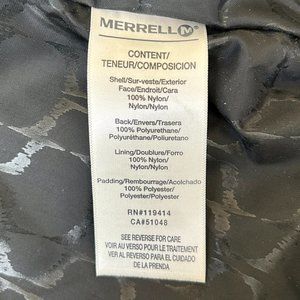 MERRELL
CONTENT/
TENEUR/COMPOSICION
Shell/Sur-veste/Exterior
Face/Endroit/Cara
100% Nylon/
Nylon/Nylon
Back/Envers/Trasera
100% Polyurethane/
Polyuréthane/Poliuretano
Lining/Doublure/Forro
100% Nylon/
Nylon/Nylon
Padding/Rembourrage/Acolchado
100% Polyester/
Polyester/Polyester
RN#119414
CA#51048
SEE REVERSE FOR CARE
VOIR AU VERSO POUR LE TRAITEMENT
VER AL REVERSO PARA EL CUIDADO
DE LA PRENDA